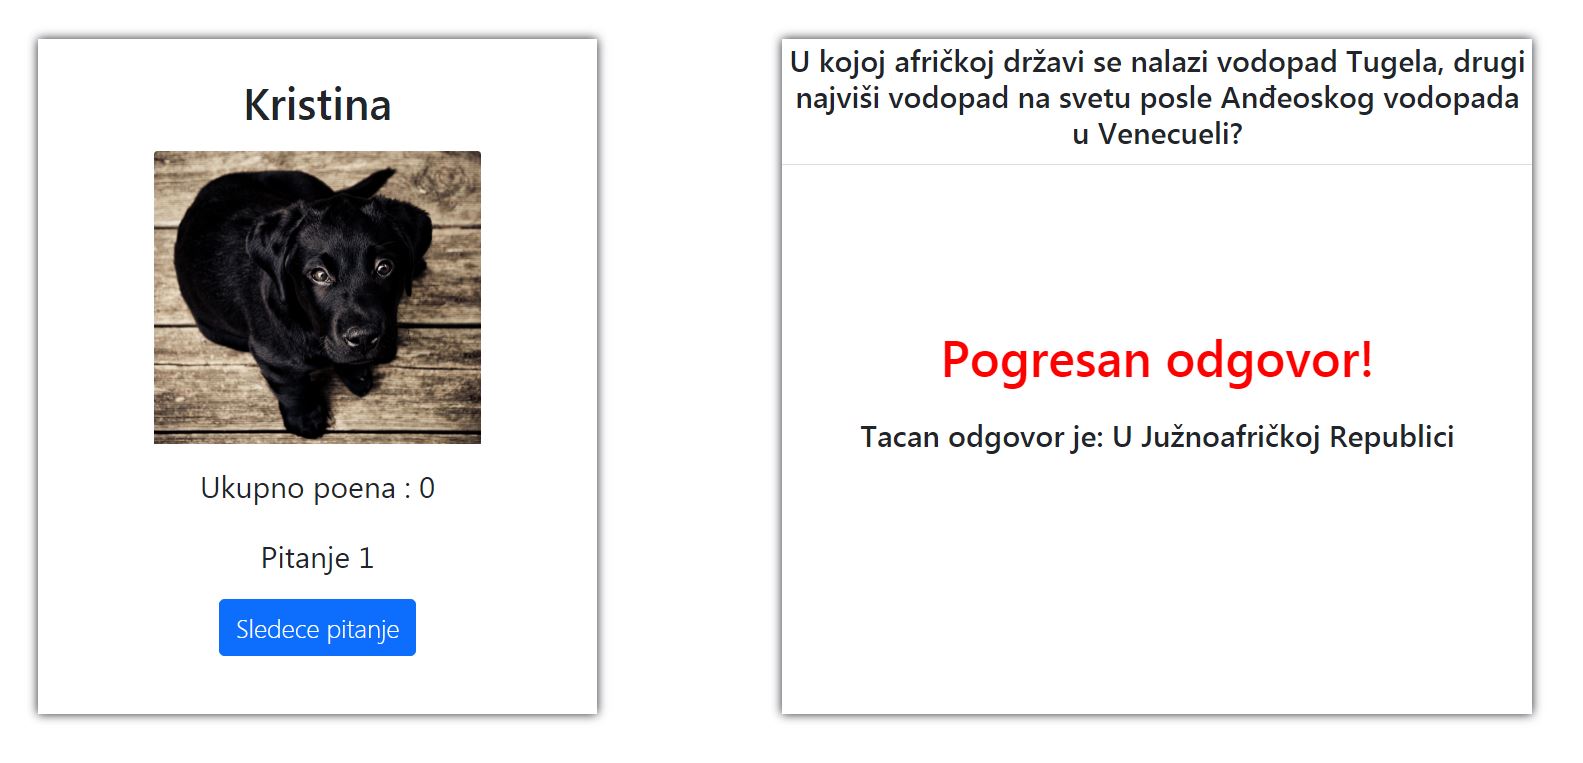 Kristina
Ukupno poena : 0
Pitanje 1
Sledece pitanje
U kojoj afričkoj državi se nalazi vodopad Tugela, drugi
najviši vodopad na svetu posle Anđeoskog vodopada
u Venecueli?
Pogresan odgovor!
Tacan odgovor je: U Južnoafričkoj Republici